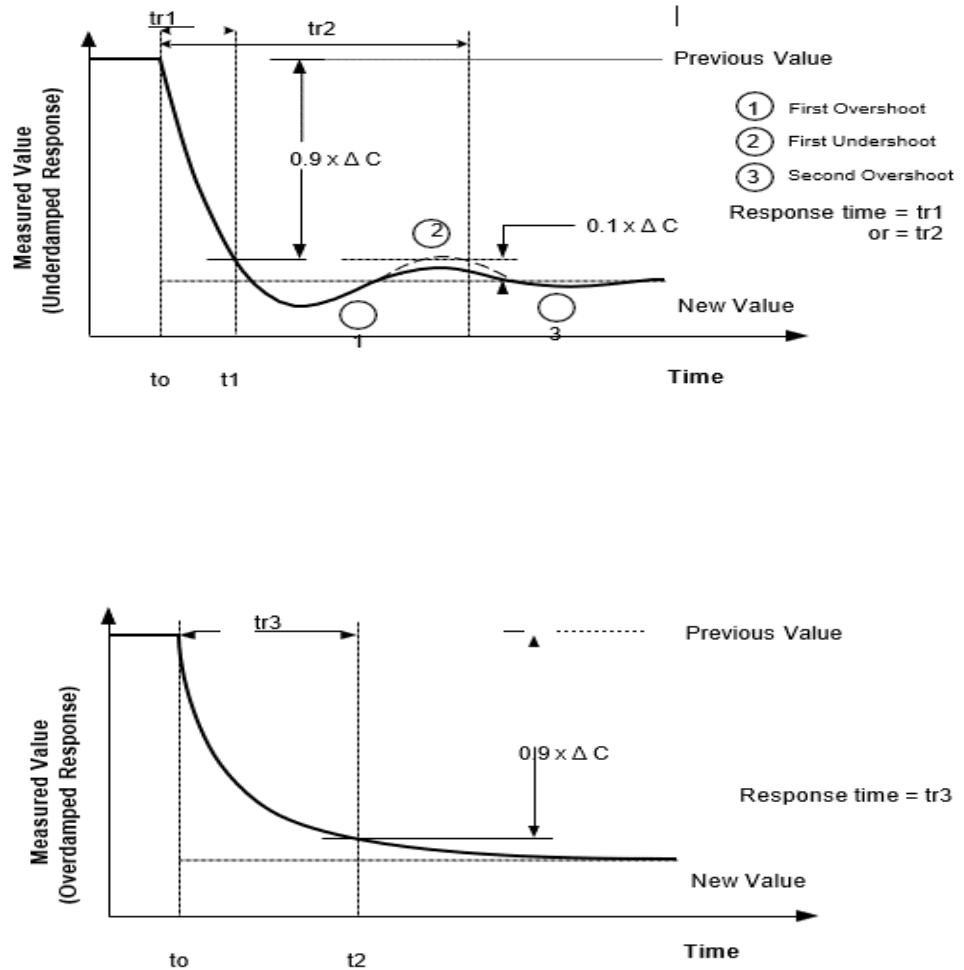 tr1
tr2
Previous Value
1 First Overshoot
2 First Undershoot
3 Second Overshoot
Response time = tr1
or = tr2
0.9 x Δ C
2
0.1 x Δ C
New Value
1
3
Measured Value
(Underdamped Response)
to
t1
Time
tr3
Previous Value
0.9 x Δ C
Response time = tr3
New Value
Measured Value
(Overdamped Response)
to
t2
Time